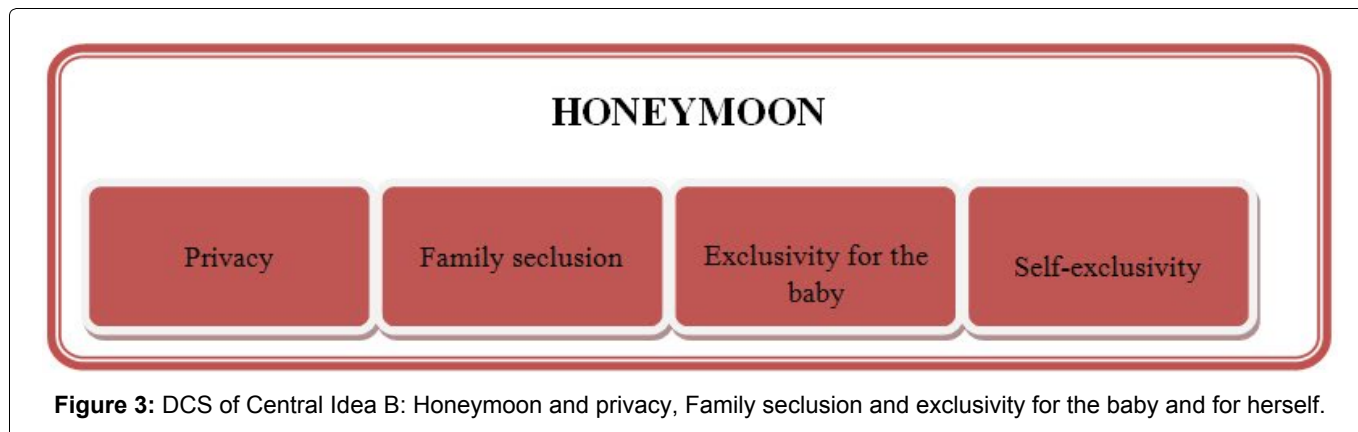 HONEYMOON
Privacy
Family seclusion
Exclusivity for the
baby
Self-exclusivity
Figure 3: DCS of Central Idea B: Honeymoon and privacy, Family seclusion and exclusivity for the baby and for herself.